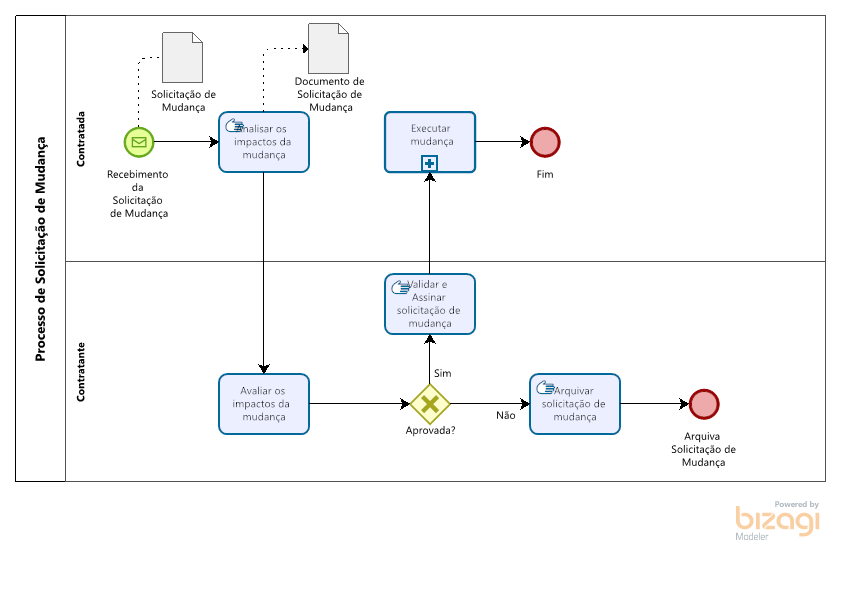 Processo de Solicitação de Mudança
Contratada
Solicitação de
Mudança
Documento de
Solicitação de
Mudança
Recebimento
da
Solicitação
de Mudança
Analisar os
impactos da
mudança
Executar
mudança
Fim
Contratante
Validar e
Assinar
solicitação de
mudança
Avaliar os
impactos da
mudança
Sim
Aprovada?
Não
Arquivar
solicitação de
mudança
Arquiva
Solicitação de
Mudança
Powered by
bizagi
Modeler